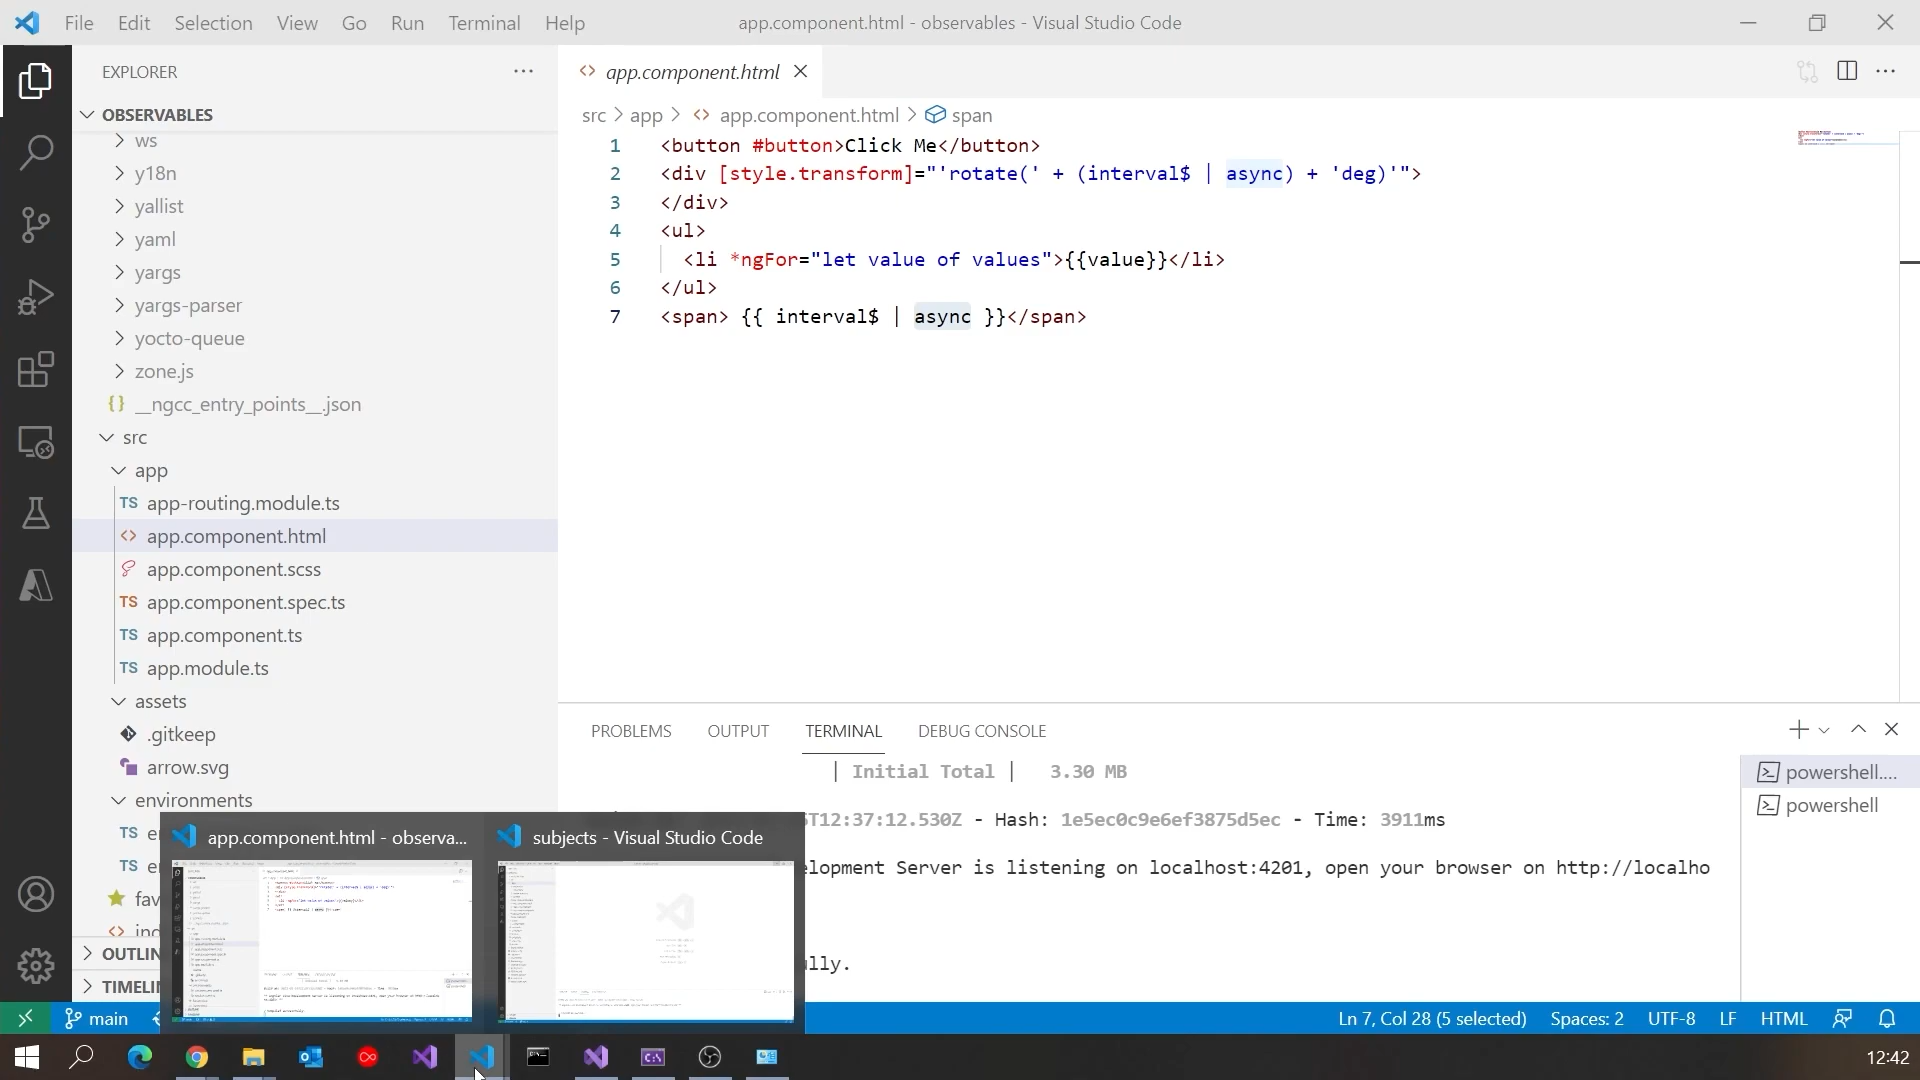 File Edit Selection View Go Run Terminal Help
app.component.html - observables - Visual Studio Code
EXPLORER
OBSERVABLES
ws
y18n
yallist
yaml
yargs
yargs-parser
yocto-queue
zone.js
{} __ngcc_entry_points__.json
src
app
TS app-routing.module.ts
<> app.component.html
app.component.scss
TS app.component.spec.ts
TS app.component.ts
TS app.module.ts
assets
.gitkeep
arrow.svg
environments
TS e
TS e
fav
<> ind
OUTLIN
TIMELIN
<> app.component.html
src > app > <> app.component.html > span
1 <button #button>Click Me</button>
2 <div [style.transform]="'rotate(' + (interval$ | async) + 'deg)'">
3 </div>
4 <ul>
5 <li *ngFor="let value of values">{{value}}</li>
6 </ul>
7 <span> {{ interval$ | async }}</span>
PROBLEMS OUTPUT TERMINAL DEBUG CONSOLE
| Initial Total | 3.30 MB
T12:37:12.530Z - Hash: 1e5ec0c9e6ef3875d5ec - Time: 3911ms
elopment Server is listening on localhost:4201, open your browser on http://localho
lly.
powershell....
powershell
app.component.html - observa...
subjects - Visual Studio Code
main
Ln 7, Col 28 (5 selected) Spaces: 2 UTF-8 LF HTML
12:42